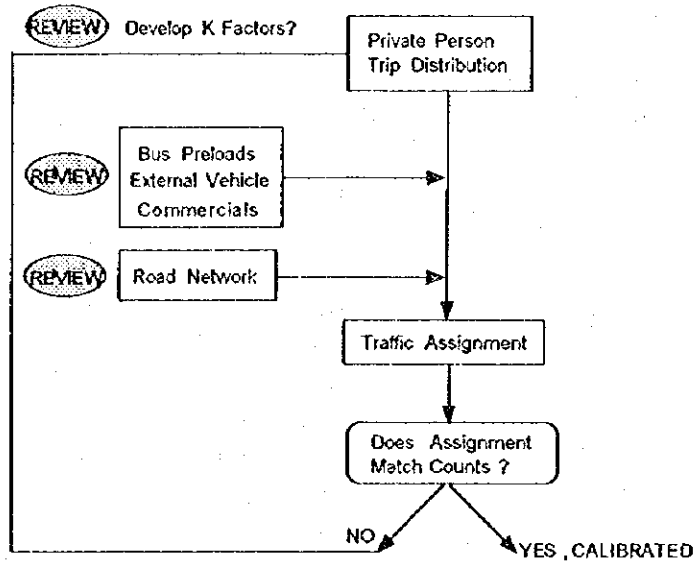 REVIEW Develop K Factors?
Private Person
Trip Distribution
REVIEW
Bus Preloads
External Vehicle
Commercials
REVIEW
Road Network
Traffic Assignment
Does Assignment
Match Counts ?
NO
YES , CALIBRATED